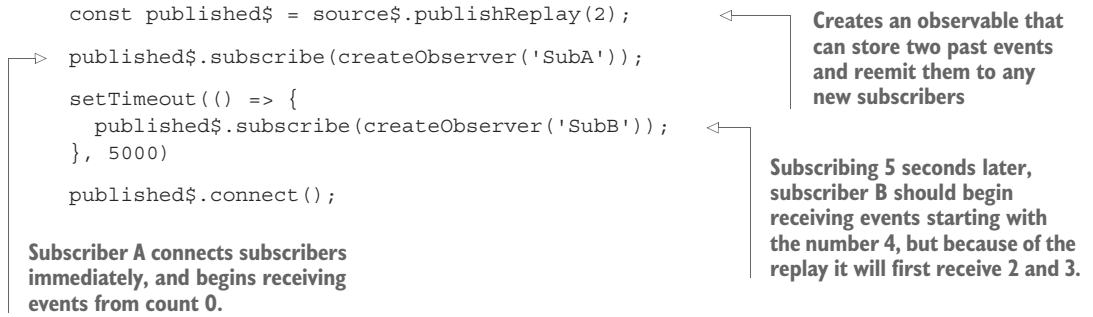 const published$ = source$.publishReplay(2);
Creates an observable that
can store two past events
and reemit them to any
new subscribers
published$.subscribe(createObserver('SubA'));
setTimeout(() => {
published$.subscribe(createObserver('SubB'));
}, 5000)
published$.connect();
Subscribing 5 seconds later,
subscriber B should begin
receiving events starting with
the number 4, but because of the
replay it will first receive 2 and 3.
Subscriber A connects subscribers
immediately, and begins receiving
events from count 0.